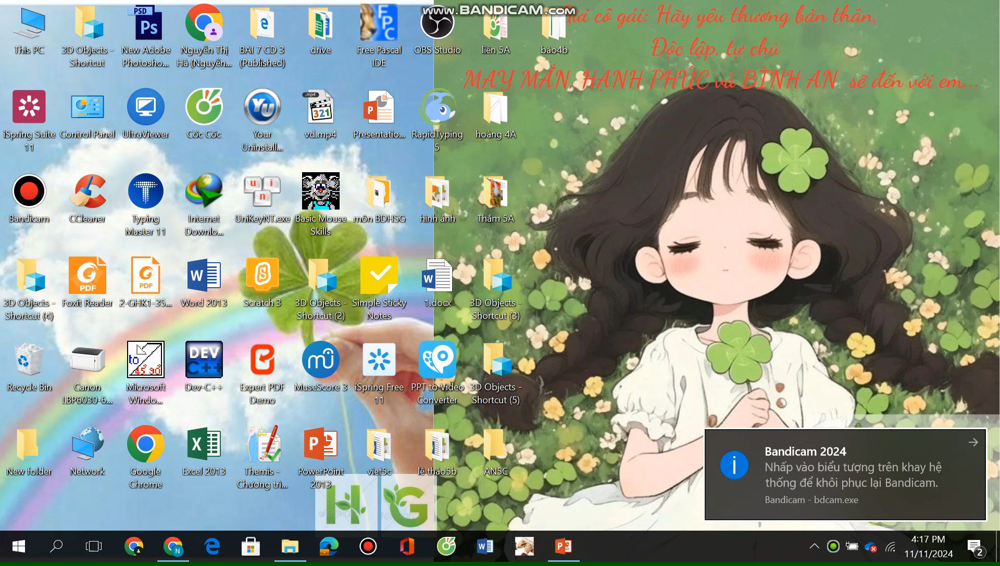 www.BANDICAM.com
Gửi cô gái: Hãy yêu thương bản thân,
Độc lập, tự chủ
MAY MẮN, HẠNH PHÚC và BÌNH AN sẽ đến với em...
This PC
3D Objects - Shortcut
PSD
Ps
New Adobe Photosho...
Nguyễn Thị Hà (Nguyễn...
BAI 7 CD 3 (Published)
drive
FPC
Free Pascal IDE
OBS Studio
liên 5A
bảo4b
iSpring Suite 11
Control Panel
UltraViewer
Cốc Cốc
YU
Your Uninstall...
.mp4
321
vd.mp4
P
Presentatio...
RapidTyping 5
hoàng 4A
Bandicam
CCleaner
T
Typing Master 11
Internet Downlo...
u i
n
UniKeyNT.exe
Basic Mouse Skills
môn BDHSG
hình ảnh
Thắm 5A
3D Objects - Shortcut (4)
PDF
Foxit Reader
PDF
2-GHK1-35...
W
Word 2013
S
Scratch 3
3D Objects - Shortcut (2)
Simple Sticky Notes
W
1.docx
3D Objects - Shortcut (3)
Recycle Bin
Canon LBP6030-6...
to
45° 90°
Microsoft Windo...
DEV
C++
Dev-C++
Expert PDF Demo
mu
MuseScore 3
iSpring Free 11
P
PPT to Video Converter
3D Objects - Shortcut (5)
New folder
Network
Google Chrome
X
Excel 2013
Themis - Chương trì...
P
PowerPoint 2013
viet5c
lê thảo5b
AN5C
H G
Bandicam 2024
Nhấp vào biểu tượng trên khay hệ
thống để khôi phục lại Bandicam.
Bandicam - bdcam.exe
N
W
P
4:17 PM
11/11/2024
2